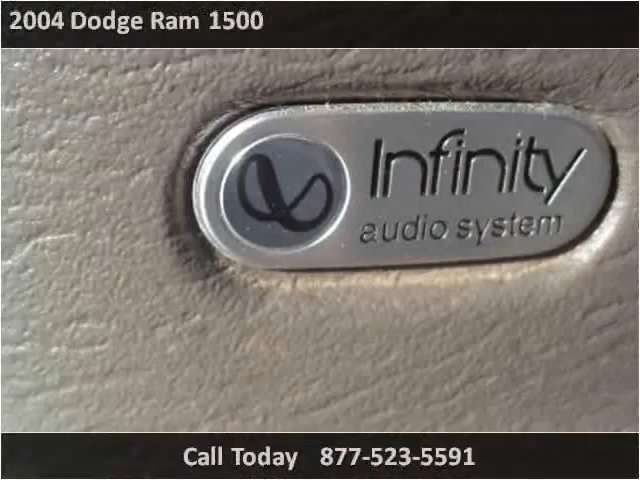 2004 Dodge Ram 1500
Infinity
audio system
Call Today 877-523-5591